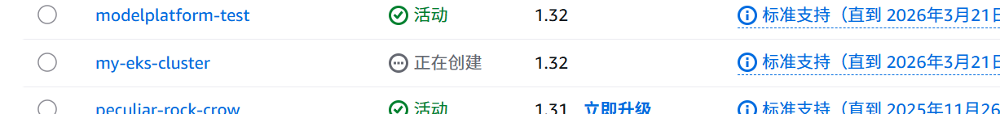 modelplatform-test 活动 1.32 标准支持（直到 2026年3月21日
my-eks-cluster 正在创建 1.32 标准支持（直到 2026年3月21日
peculiar-rock-crow 活动 1.31 立即升级 标准支持（直到 2025年11月26